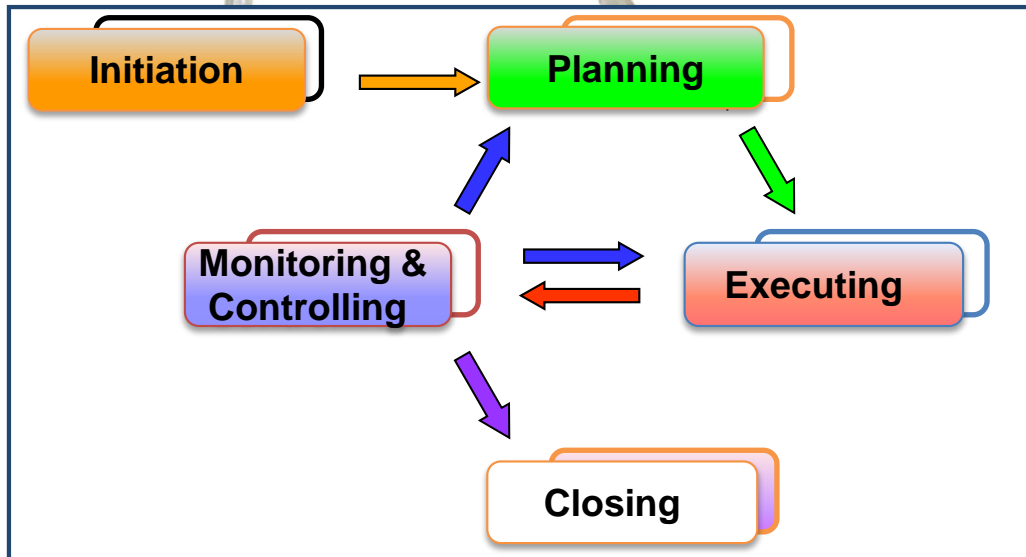 Initiation
Planning
Monitoring &
Controlling
Executing
Closing